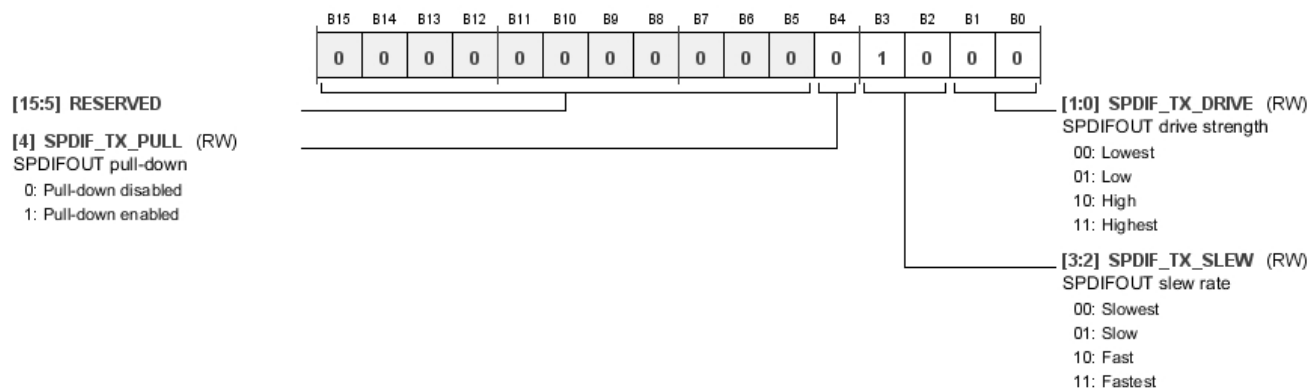 B15 B14 B13 B12 B11 B10 B9 B8 B7 B6 B5 B4 B3 B2 B1 B0
0 0 0 0 0 0 0 0 0 0 0 0 1 0 0 0
[15:5] RESERVED
[4] SPDIF_TX_PULL (RW)
SPDIFOUT pull-down
0: Pull-down disabled
1: Pull-down enabled
[1:0] SPDIF_TX_DRIVE (RW)
SPDIFOUT drive strength
00: Lowest
01: Low
10: High
11: Highest
[3:2] SPDIF_TX_SLEW (RW)
SPDIFOUT slew rate
00: Slowest
01: Slow
10: Fast
11: Fastest